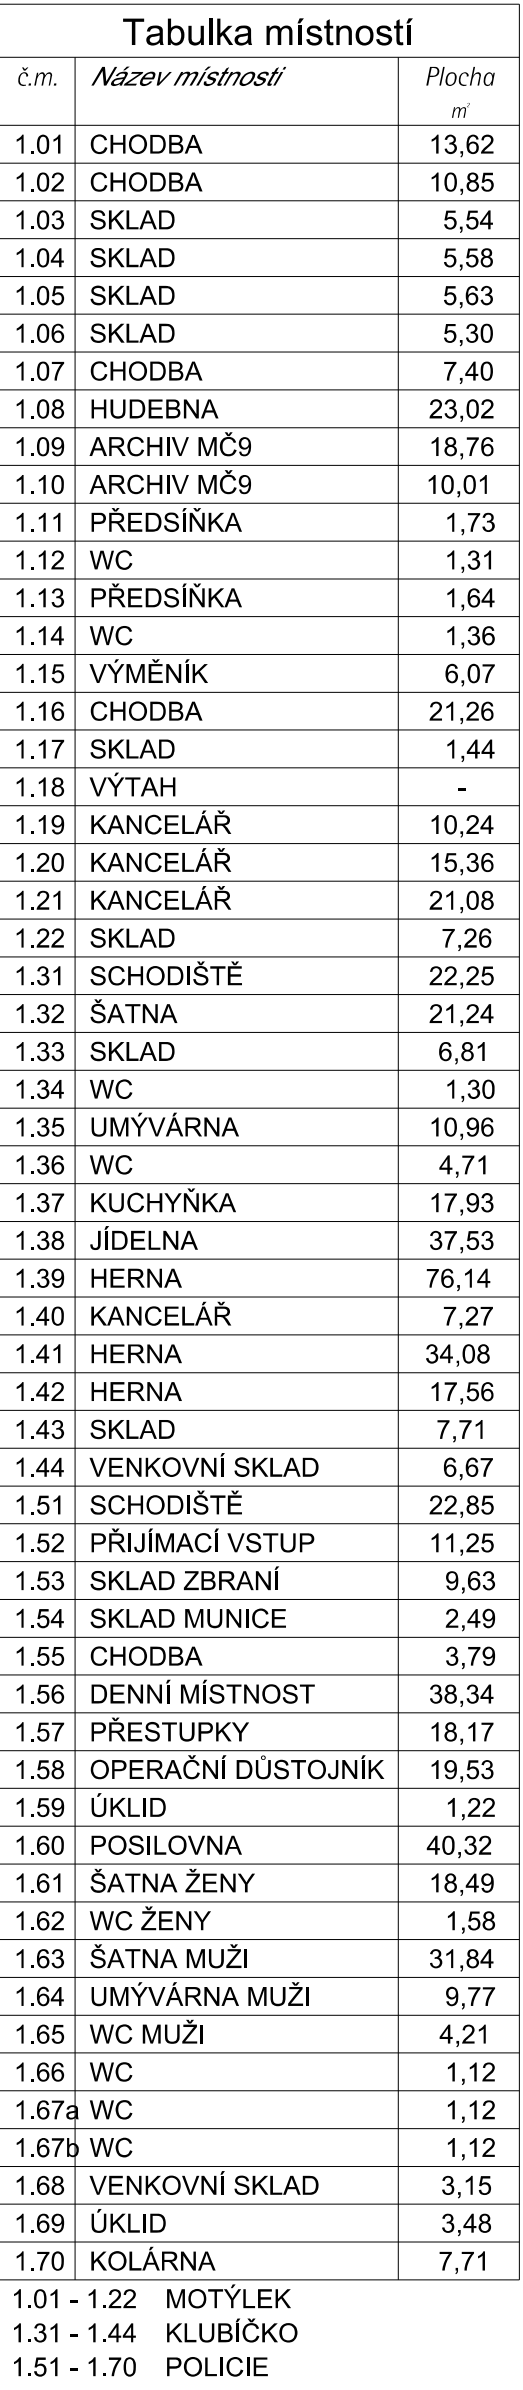 Tabulka místností
č.m. Název místnosti Plocha
m²
1.01 CHODBA 13,62
1.02 CHODBA 10,85
1.03 SKLAD 5,54
1.04 SKLAD 5,58
1.05 SKLAD 5,63
1.06 SKLAD 5,30
1.07 CHODBA 7,40
1.08 HUDEBNA 23,02
1.09 ARCHIV MČ9 18,76
1.10 ARCHIV MČ9 10,01
1.11 PŘEDSÍŇKA 1,73
1.12 WC 1,31
1.13 PŘEDSÍŇKA 1,64
1.14 WC 1,36
1.15 VÝMĚNÍK 6,07
1.16 CHODBA 21,26
1.17 SKLAD 1,44
1.18 VÝTAH -
1.19 KANCELÁŘ 10,24
1.20 KANCELÁŘ 15,36
1.21 KANCELÁŘ 21,08
1.22 SKLAD 7,26
1.31 SCHODIŠTĚ 22,25
1.32 ŠATNA 21,24
1.33 SKLAD 6,81
1.34 WC 1,30
1.35 UMÝVÁRNA 10,96
1.36 WC 4,71
1.37 KUCHYŇKA 17,93
1.38 JÍDELNA 37,53
1.39 HERNA 76,14
1.40 KANCELÁŘ 7,27
1.41 HERNA 34,08
1.42 HERNA 17,56
1.43 SKLAD 7,71
1.44 VENKOVNÍ SKLAD 6,67
1.51 SCHODIŠTĚ 22,85
1.52 PŘIJÍMACÍ VSTUP 11,25
1.53 SKLAD ZBRANÍ 9,63
1.54 SKLAD MUNICE 2,49
1.55 CHODBA 3,79
1.56 DENNÍ MÍSTNOST 38,34
1.57 PŘESTUPKY 18,17
1.58 OPERAČNÍ DŮSTOJNÍK 19,53
1.59 ÚKLID 1,22
1.60 POSILOVNA 40,32
1.61 ŠATNA ŽENY 18,49
1.62 WC ŽENY 1,58
1.63 ŠATNA MUŽI 31,84
1.64 UMÝVÁRNA MUŽI 9,77
1.65 WC MUŽI 4,21
1.66 WC 1,12
1.67a WC 1,12
1.67b WC 1,12
1.68 VENKOVNÍ SKLAD 3,15
1.69 ÚKLID 3,48
1.70 KOLÁRNA 7,71
1.01 - 1.22 MOTÝLEK
1.31 - 1.44 KLUBÍČKO
1.51 - 1.70 POLICIE